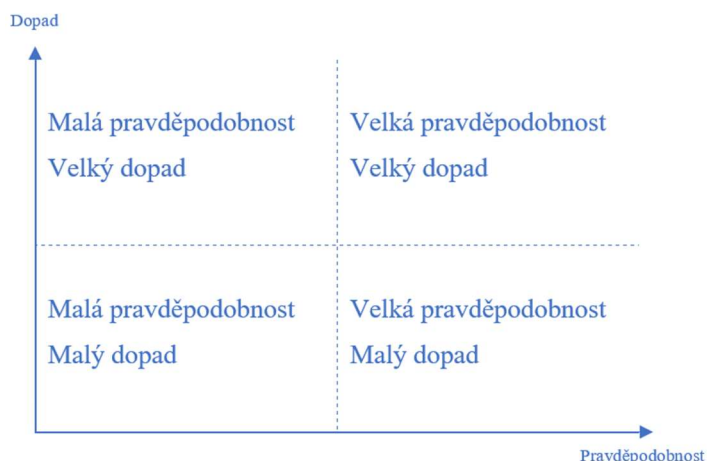 Dopad
Malá pravděpodobnost
Velký dopad
Velká pravděpodobnost
Velký dopad
Malá pravděpodobnost
Malý dopad
Velká pravděpodobnost
Malý dopad
Pravděpodobnost